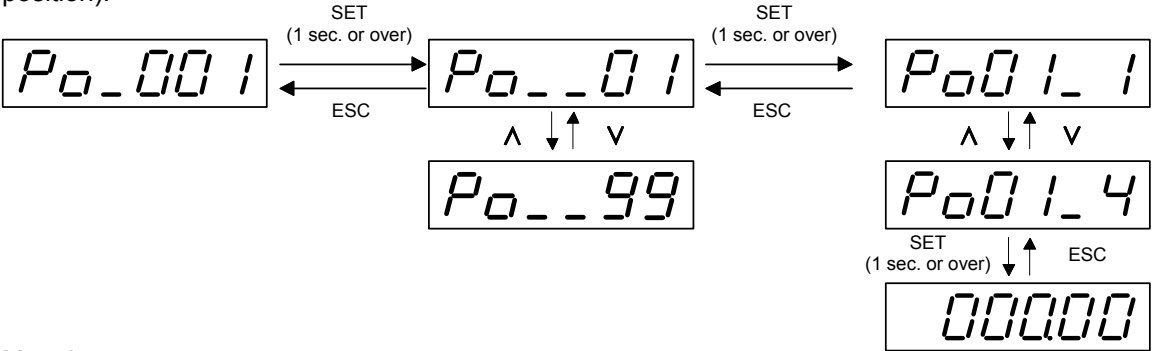 position).
SET
(1 sec. or over)
ESC
SET
(1 sec. or over)
ESC
Po_001
Po__01
Po01_1
∧ ∨
∧ ∨
Po__99
Po01_4
SET
(1 sec. or over)
ESC
000.00